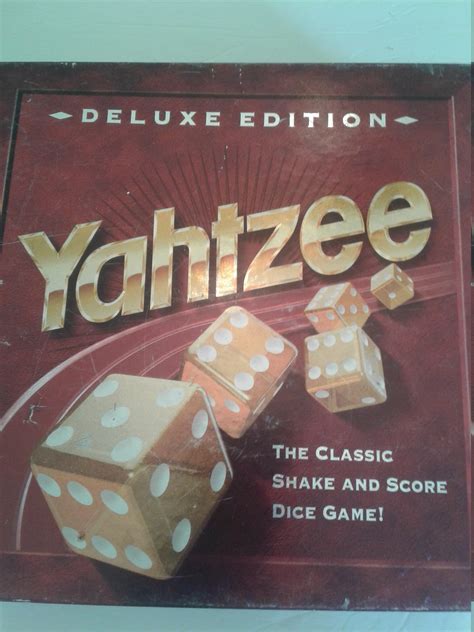 DELUXE EDITION
Yahtzee
THE CLASSIC
SHAKE AND SCORE
DICE GAME!